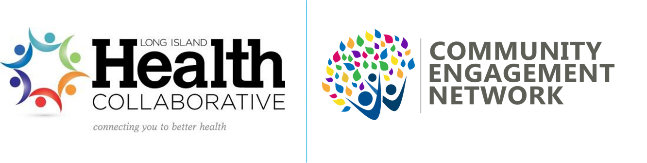 LONG ISLAND
Health
COLLABORATIVE
connecting you to better health
COMMUNITY
ENGAGEMENT
NETWORK